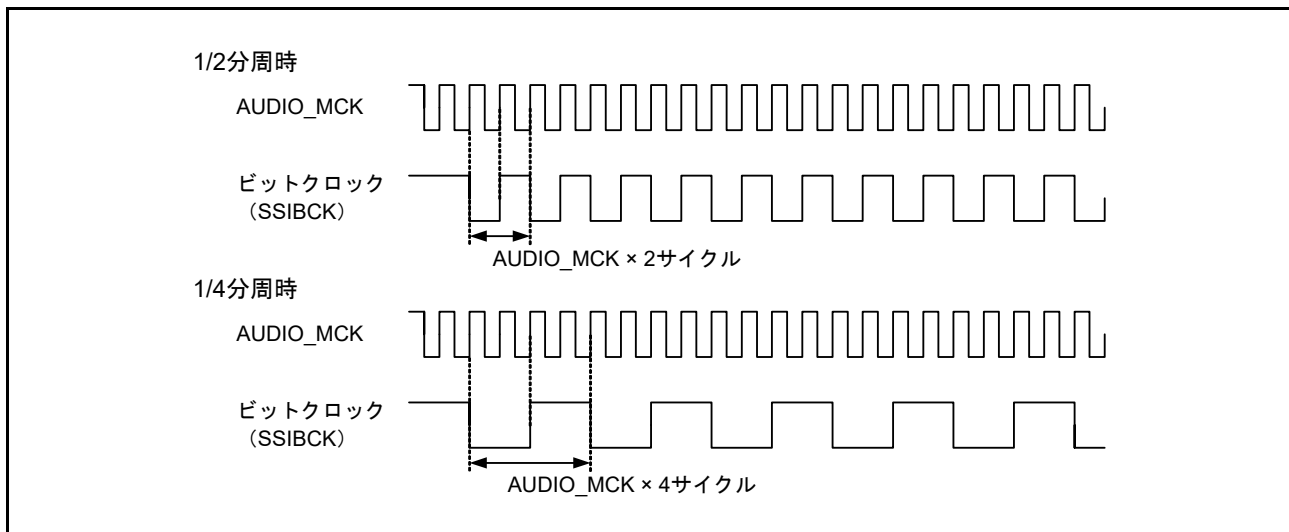 1/2分周時
AUDIO_MCK
ビットクロック
（SSIBCK）
AUDIO_MCK × 2サイクル
1/4分周時
AUDIO_MCK
ビットクロック
（SSIBCK）
AUDIO_MCK × 4サイクル